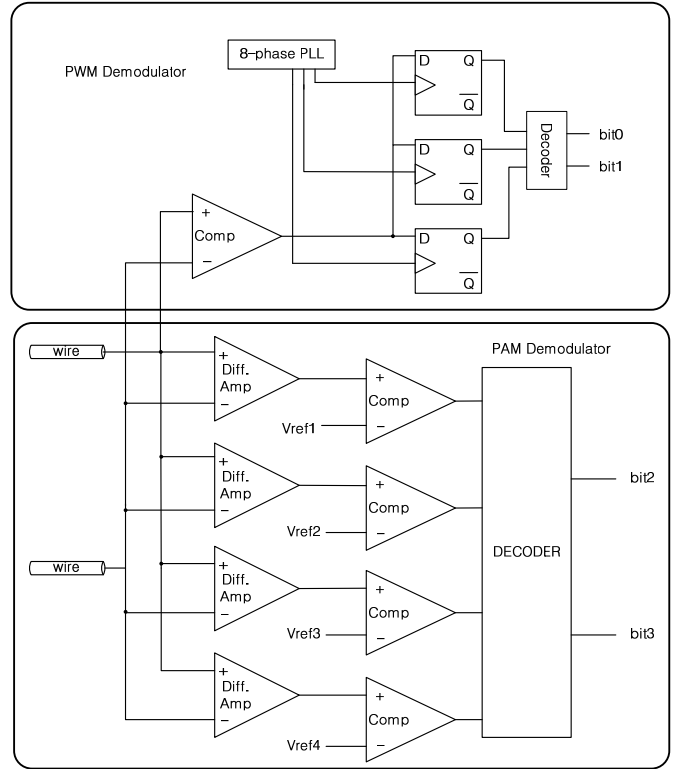 8-phase PLL
PWM Demodulator
D Q
Q
D Q
Q
D Q
Q
Decoder
bit0
bit1
+
Comp
−
wire
wire
PAM Demodulator
+
Diff.
Amp
−
+
Comp
−
Vref1
+
Diff.
Amp
−
+
Comp
−
Vref2
+
Diff.
Amp
−
+
Comp
−
Vref3
+
Diff.
Amp
−
+
Comp
−
Vref4
DECODER
bit2
bit3